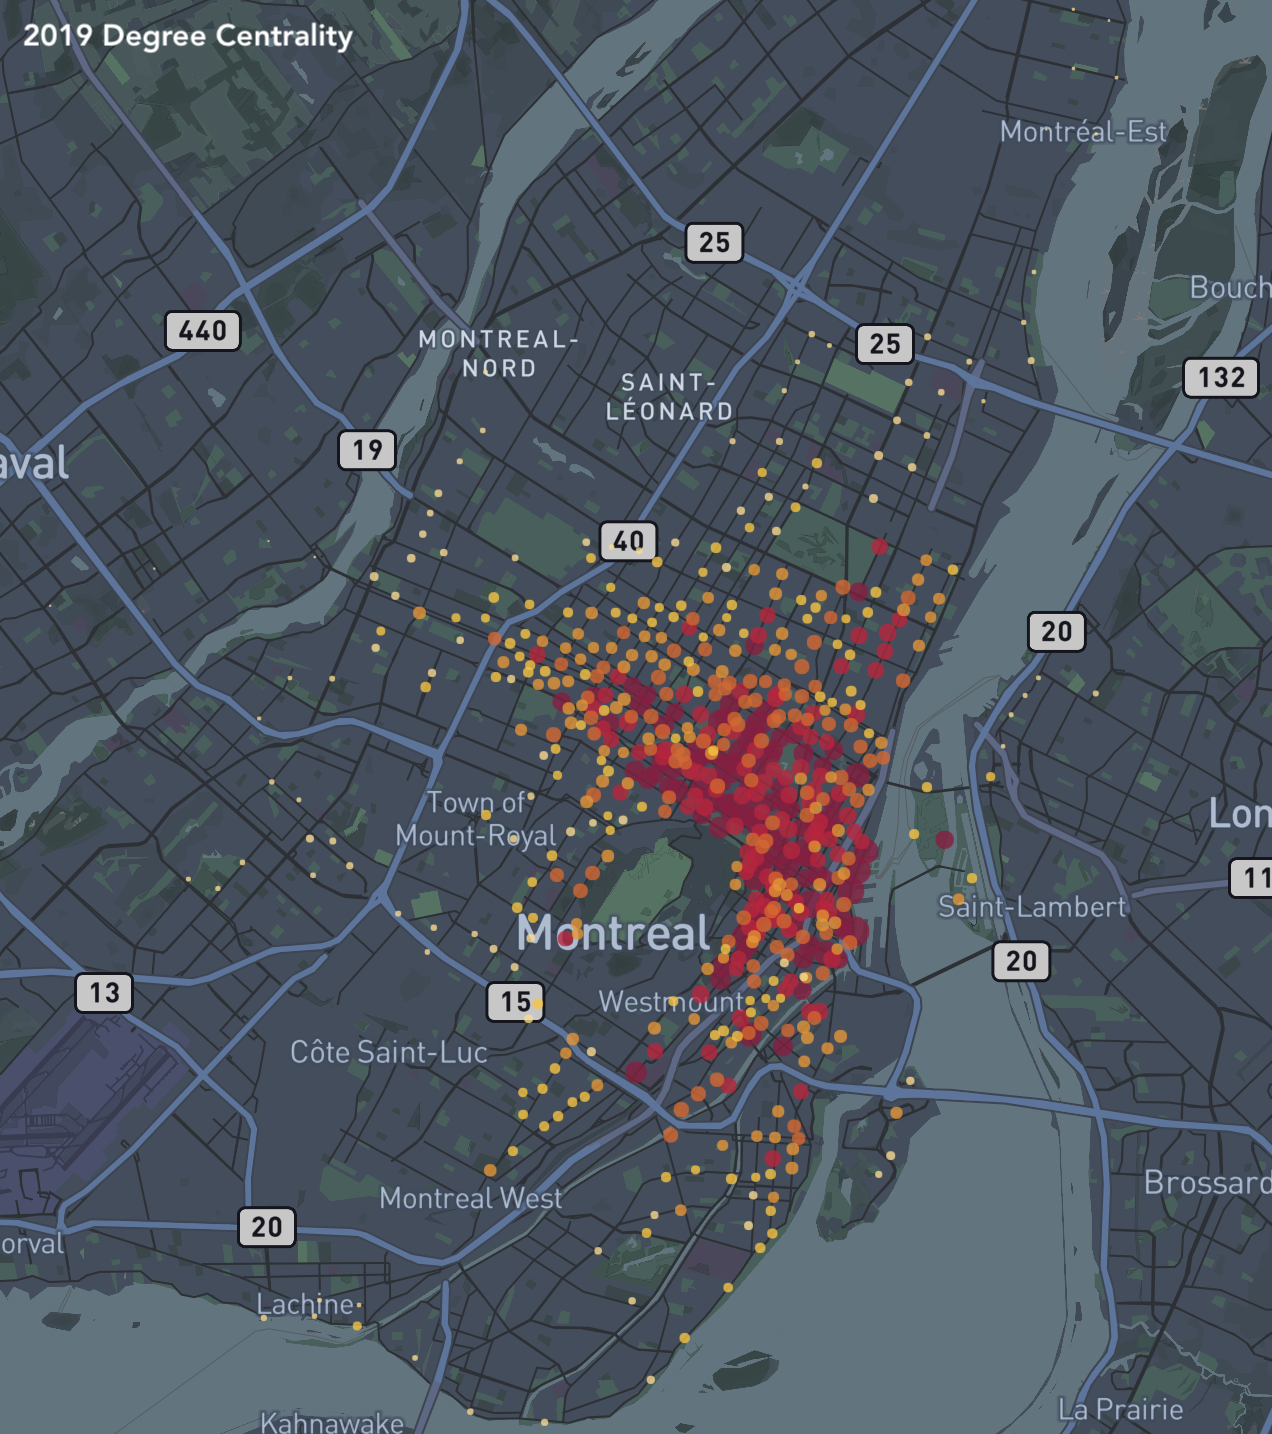 2019 Degree Centrality
Montréal-Est
25
Bouch
440
MONTREAL-
NORD
25
SAINT-
LÉONARD
132
19
aval
40
20
Town of
Mount-Royal
Lon
11
Saint-Lambert
Montreal
20
13
15
Westmount
Côte Saint-Luc
Montreal West
Brossard
20
orval
Lachine
Kahnawake
La Prairie